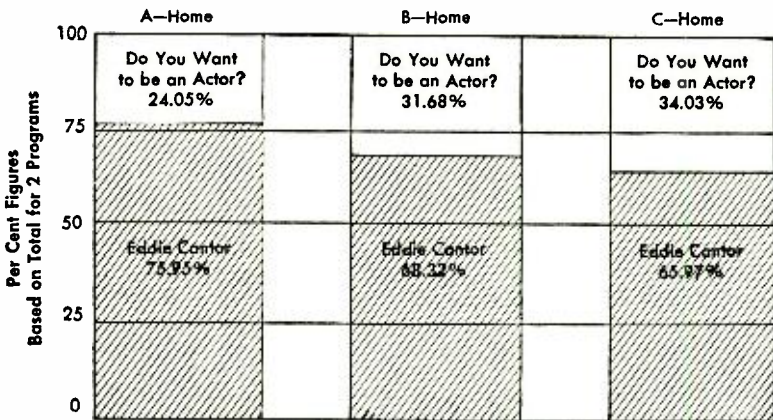 A—Home
B—Home
C—Home
100
75
50
25
0
Per Cent Figures
Based on Total for 2 Programs
Do You Want
to be an Actor?
24.05%
Eddie Cantor
75.95%
Do You Want
to be an Actor?
31.68%
Eddie Cantor
68.32%
Do You Want
to be an Actor?
34.03%
Eddie Cantor
65.97%